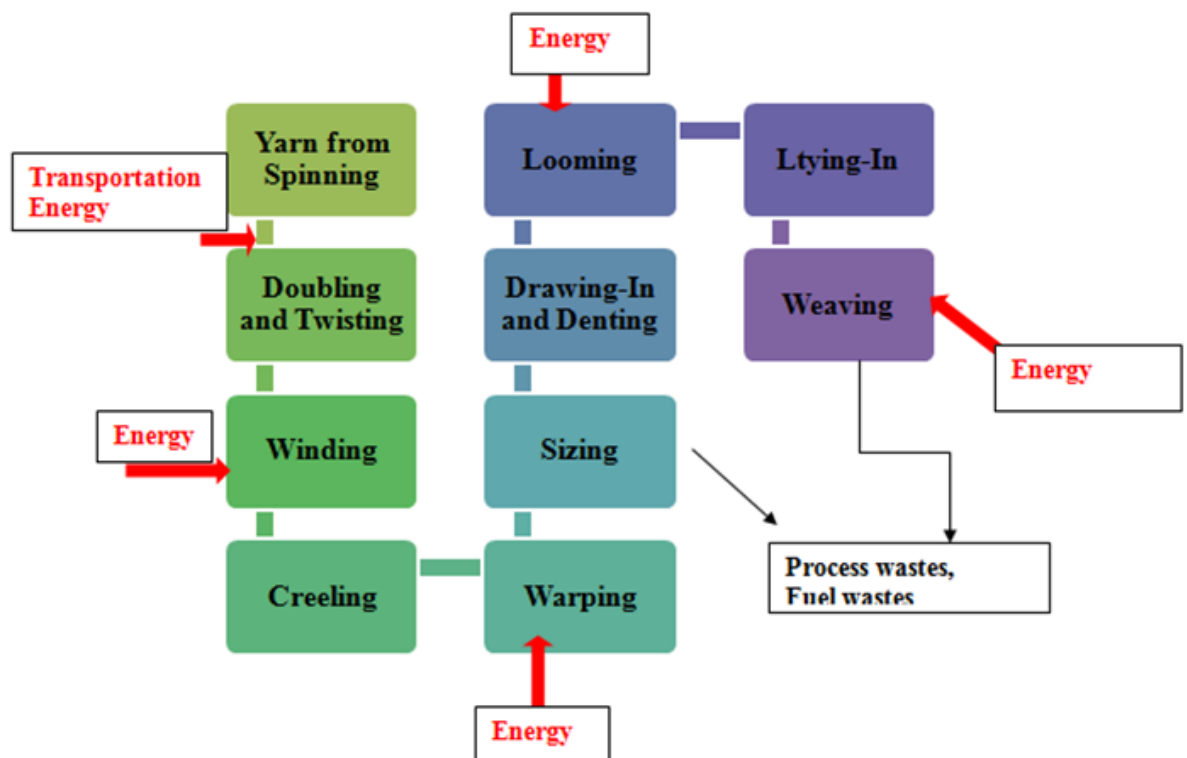 Energy
Yarn from
Spinning
Looming
Ltying-In
Transportation
Energy
Doubling
and Twisting
Drawing-In
and Denting
Weaving
Energy
Energy
Winding
Sizing
Process wastes,
Fuel wastes
Creeling
Warping
Energy